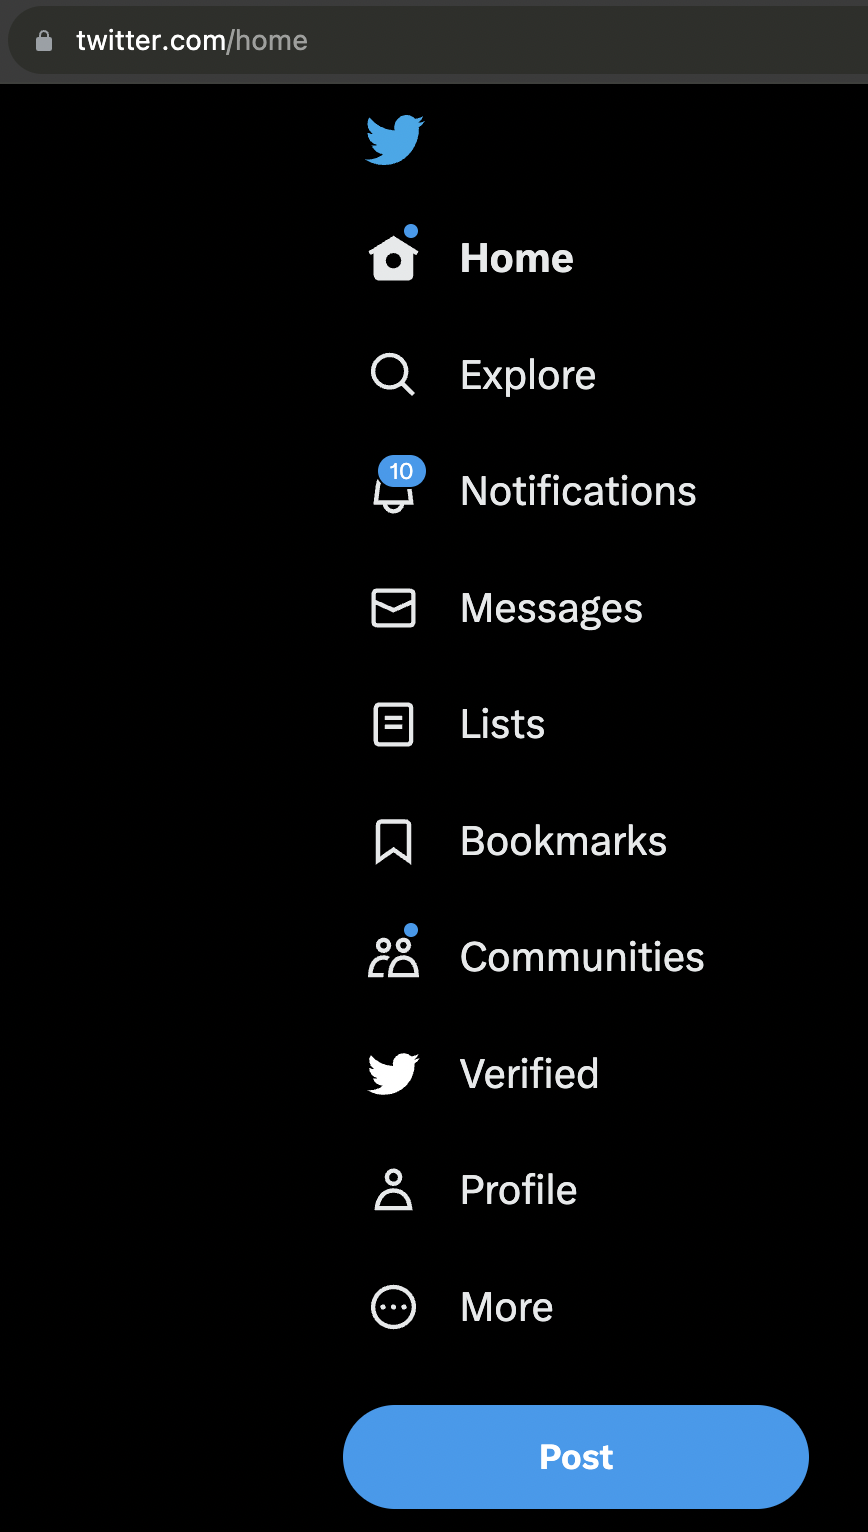 twitter.com/home
Home
Explore
10
Notifications
Messages
Lists
Bookmarks
Communities
Verified
Profile
More
Post